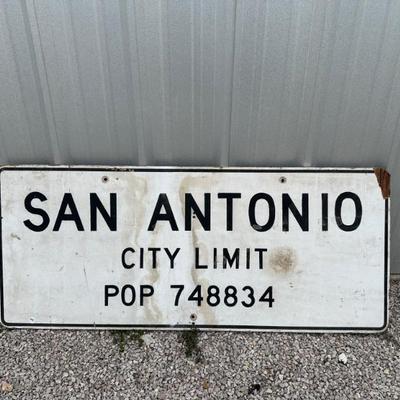 SAN ANTONIO
CITY LIMIT
POP 748834